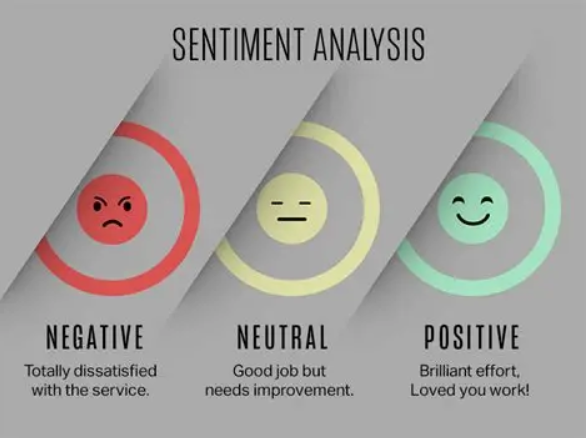 SENTIMENT ANALYSIS
NEGATIVE
Totally dissatisfied
with the service.
NEUTRAL
Good job but
needs improvement.
POSITIVE
Brilliant effort,
Loved you work!